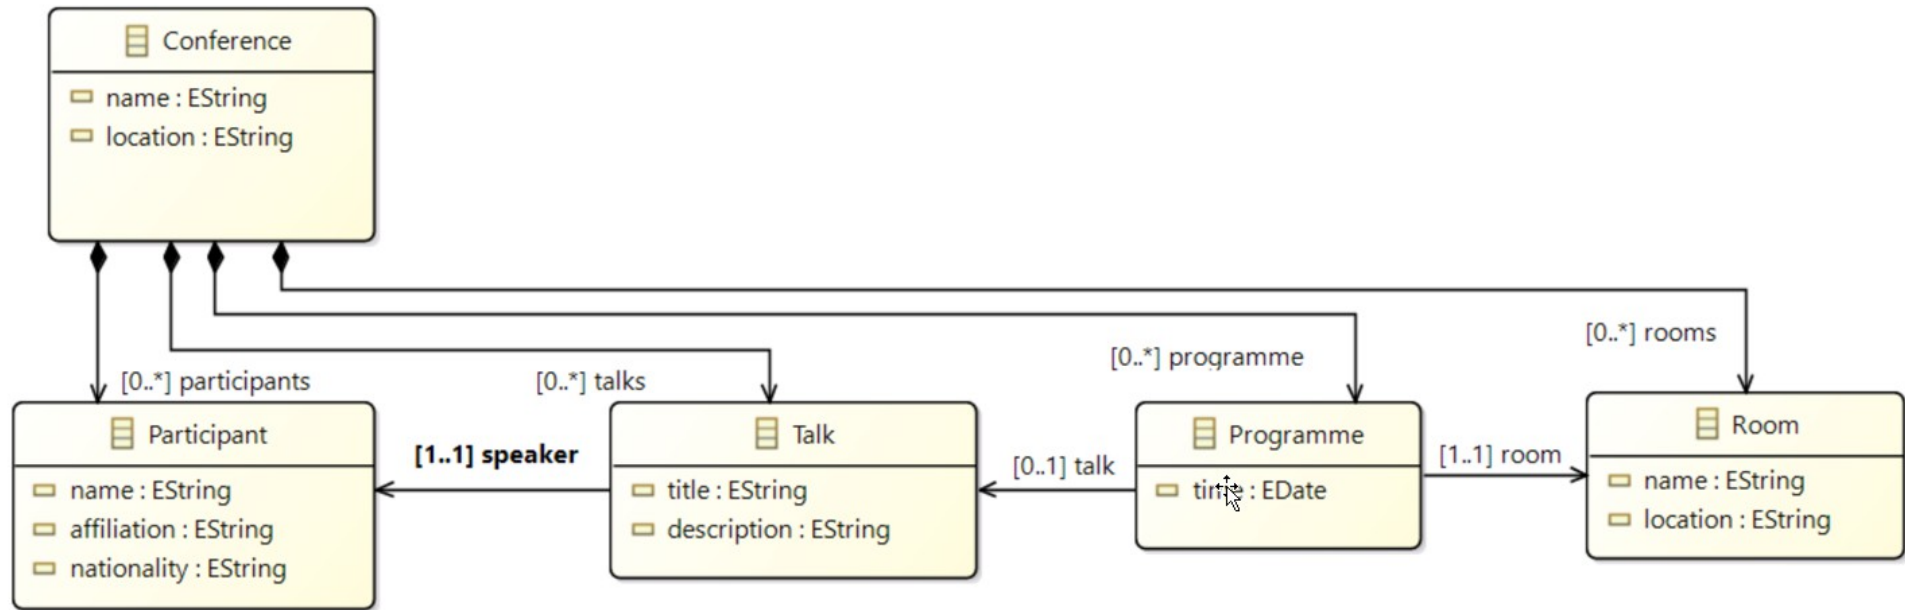 Conference
name : EString
location : EString
[0..*] rooms
[0..*] programme
[0..*] participants
[0..*] talks
Participant
name : EString
affiliation : EString
nationality : EString
[1..1] speaker
Talk
title : EString
description : EString
[0..1] talk
Programme
time : EDate
[1..1] room
Room
name : EString
location : EString